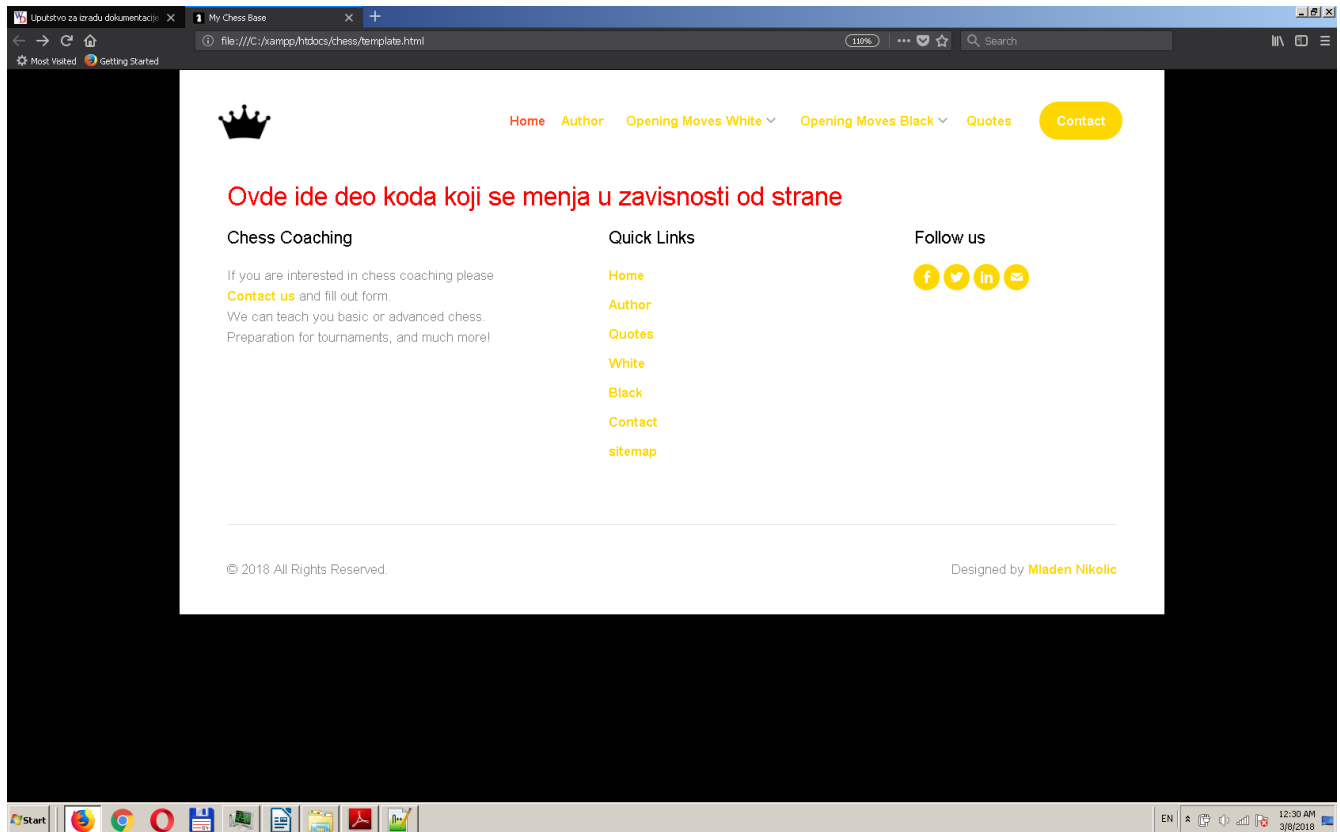 Uputstvo za izradu dokumentacije
My Chess Base
file:///C:/xampp/htdocs/chess/template.html
110%
Search
Most Visited
Getting Started
Home
Author
Opening Moves White
Opening Moves Black
Quotes
Contact
Ovde ide deo koda koji se menja u zavisnosti od strane
Chess Coaching
If you are interested in chess coaching please
Contact us and fill out form.
We can teach you basic or advanced chess.
Preparation for tournaments, and much more!
Quick Links
Home
Author
Quotes
White
Black
Contact
sitemap
Follow us
© 2018 All Rights Reserved.
Designed by Mladen Nikolic
Start
EN
12:30 AM
3/8/2018